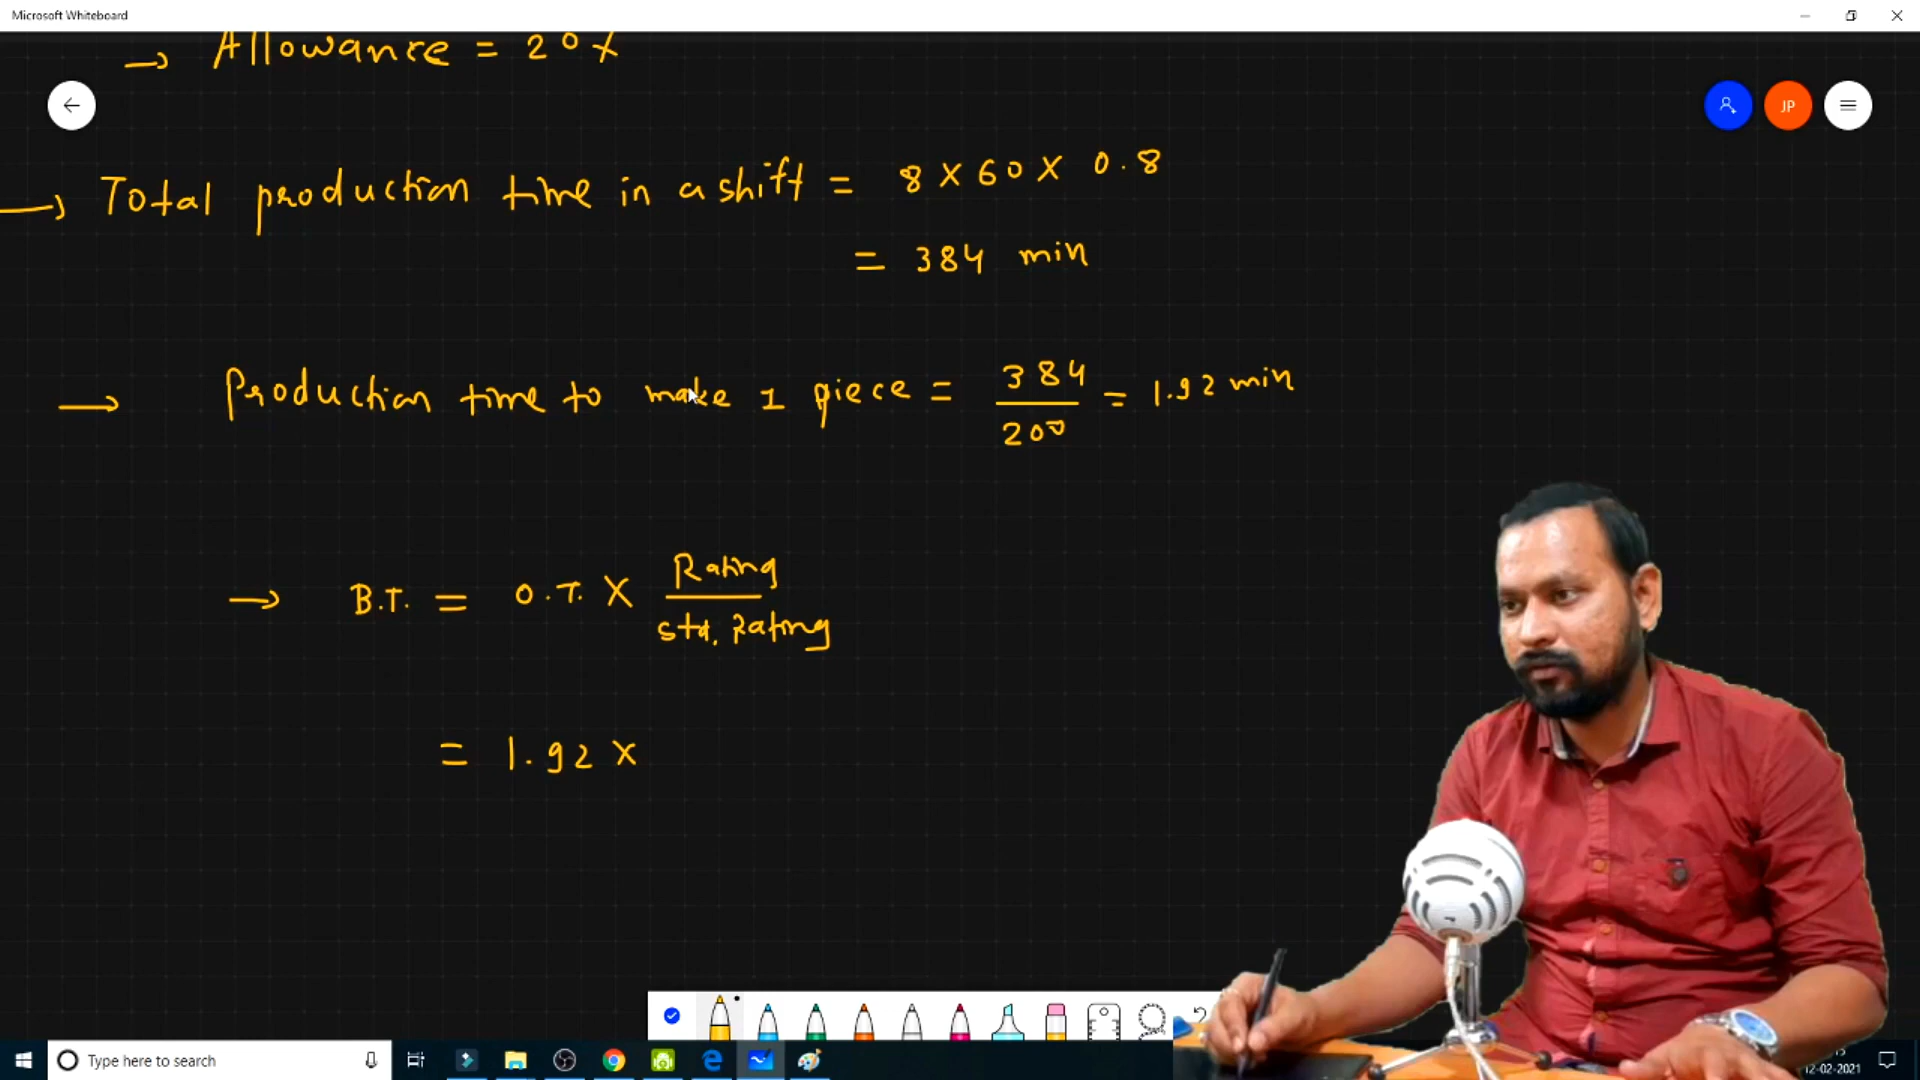 Microsoft Whiteboard
→ Allowance = 20%
JP
→ Total production time in a shift = 8 × 60 × 0.8
= 384 min
→ Production time to make 1 piece = 384/200 = 1.92 min
→ B.T. = O.T. × Rating/std. Rating
= 1.92 ×
Type here to search
12-02-2021